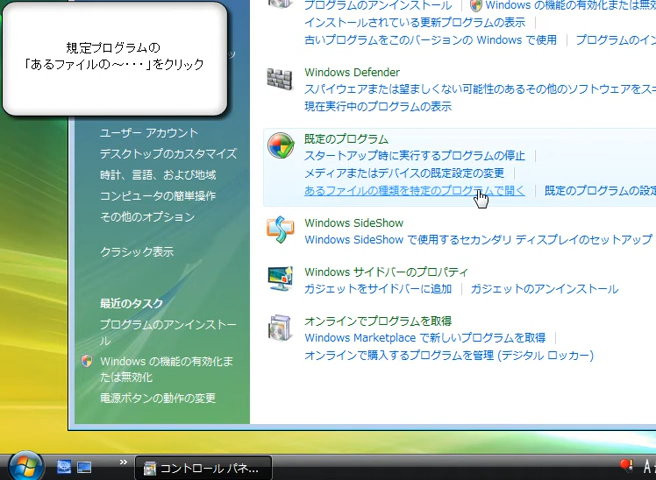 規定プログラムの
「あるファイルの～・・・」をクリック
ユーザー アカウント
デスクトップのカスタマイズ
時計、言語、および地域
コンピュータの簡単操作
その他のオプション
クラシック表示
最近のタスク
プログラムのアンインストー
ル
Windows の機能の有効化ま
たは無効化
電源ボタンの動作の変更
プログラムのアンインストール Windows の機能の有効化または無効
インストールされている更新プログラムの表示
古いプログラムをこのバージョンの Windows で使用 プログラムのイン
Windows Defender
スパイウェアまたは望ましくない可能性のあるその他のソフトウェアをス
現在実行中のプログラムの表示
既定のプログラム
スタートアップ時に実行するプログラムの停止
メディアまたはデバイスの既定設定の変更
あるファイルの種類を特定のプログラムで開く 既定のプログラムの設定
Windows SideShow
Windows SideShow で使用するセカンダリ ディスプレイのセットアップ
Windows サイドバーのプロパティ
ガジェットをサイドバーに追加 ガジェットのアンインストール
オンラインでプログラムを取得
Windows Marketplace で新しいプログラムを取得
オンラインで購入するプログラムを管理 (デジタル ロッカー)
コントロール パネ...
A